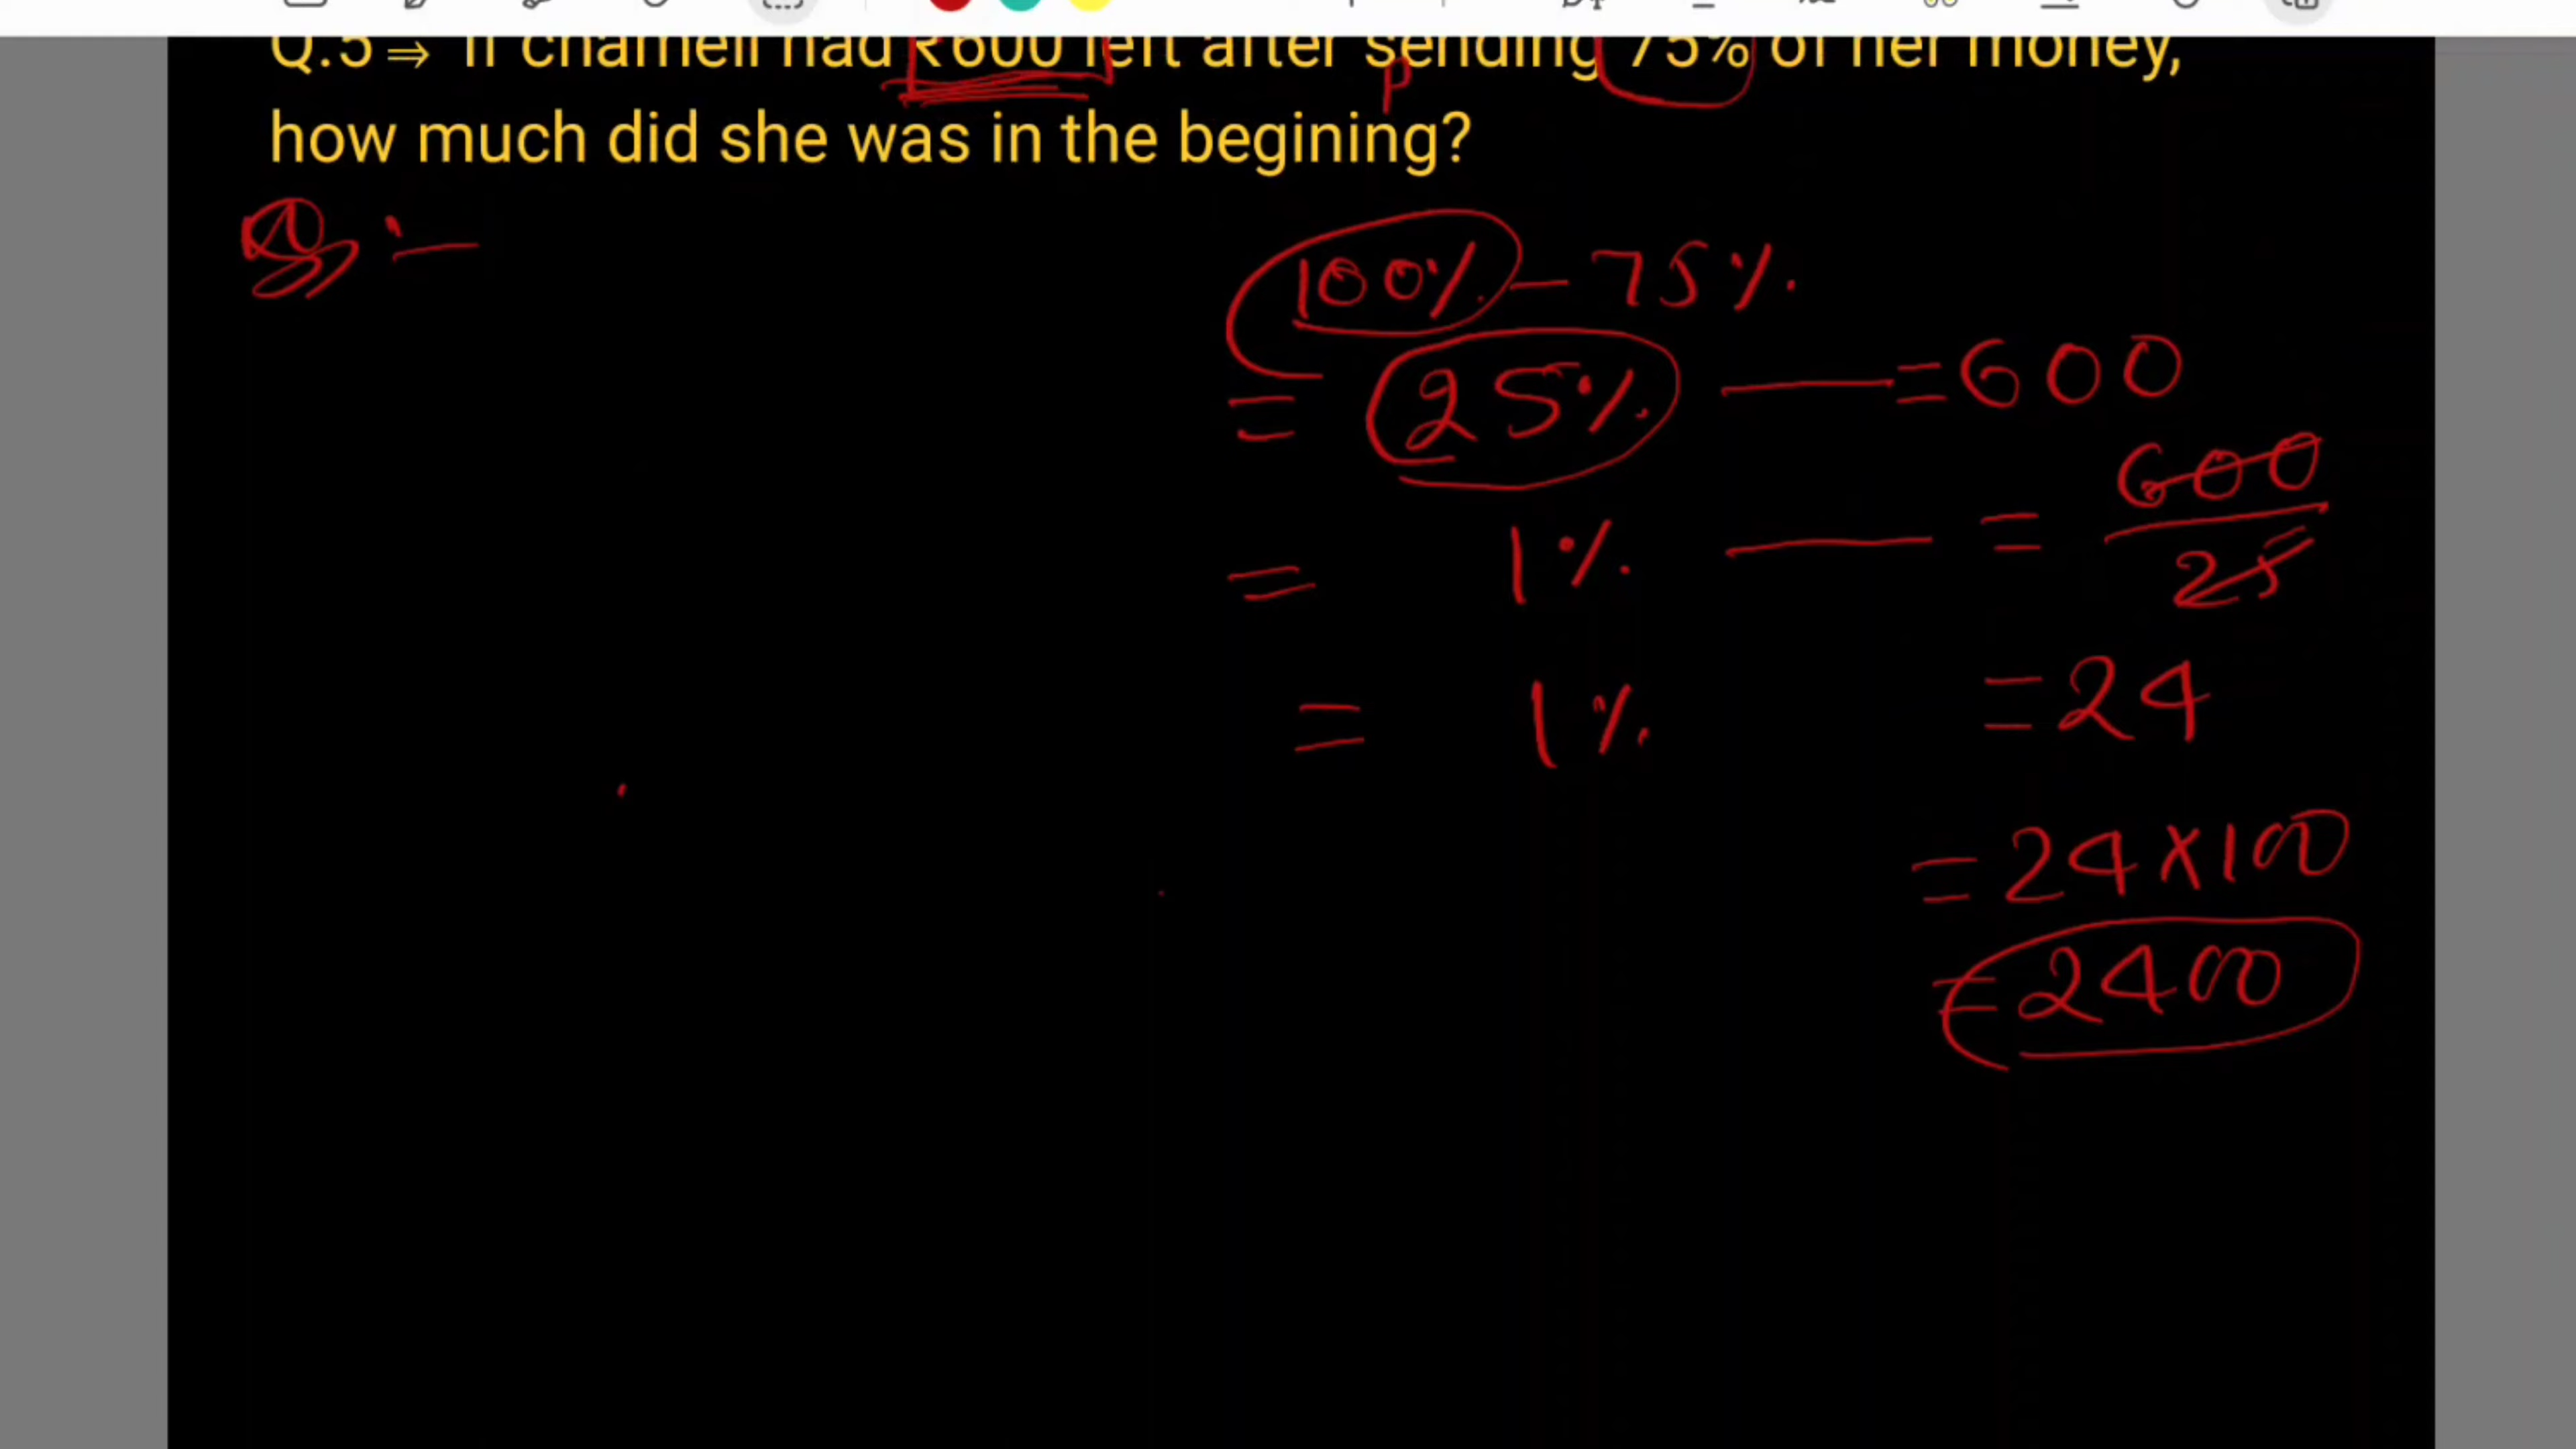 Q.5⇒ If chameli had ₹600 left after sending 75% of her money,
p
how much did she was in the begining?
100% - 75%
= 25% — = 600
= 1% — = 600/25
= 1% = 24
= 24×100
= 2400